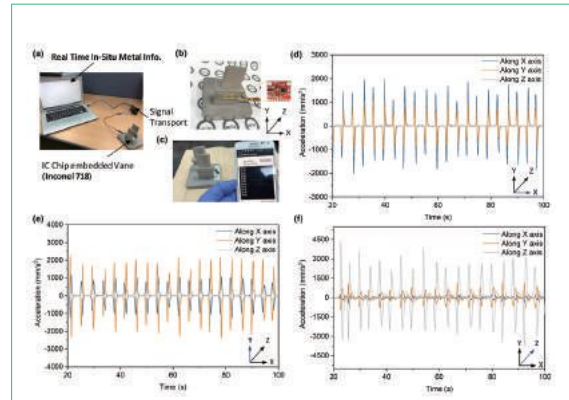 (a)
Real Time In-Situ Metal Info.
Signal
Transport
IC Chip embedded Vane
(Inconel 718)
(b)
Y
Z
X
(c)
(d)
Along X axis
Along Y axis
Along Z axis
Acceleration (mm/s²)
3000
2000
1000
0
-1000
-2000
-3000
20
40
60
80
100
Time (s)
Y
Z
X
(e)
Along X axis
Along Y axis
Along Z axis
Acceleration (mm/s²)
4000
3000
2000
1000
0
-1000
-2000
-3000
-4000
20
40
60
80
100
Time (s)
Y
Z
X
(f)
Along X axis
Along Y axis
Along Z axis
Acceleration (mm/s²)
4500
3000
1500
0
-1500
-3000
-4500
20
40
60
80
100
Time (s)
Y
Z
X